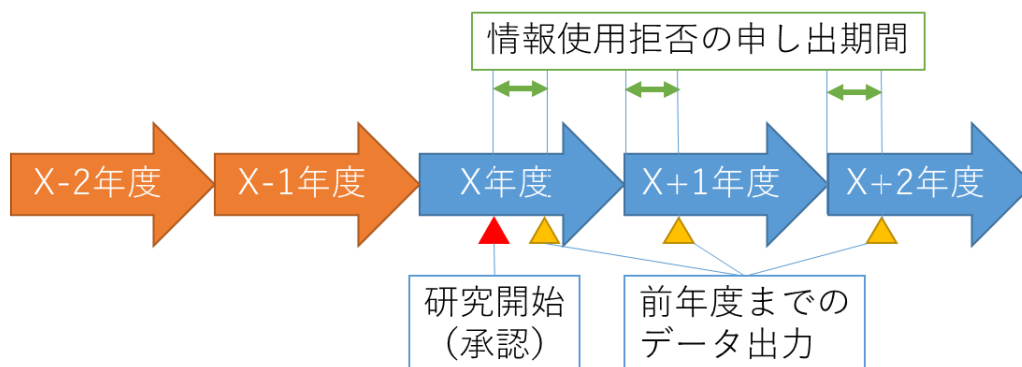 情報使用拒否の申し出期間
X-2年度
X-1年度
X年度
X+1年度
X+2年度
研究開始
（承認）
前年度までの
データ出力